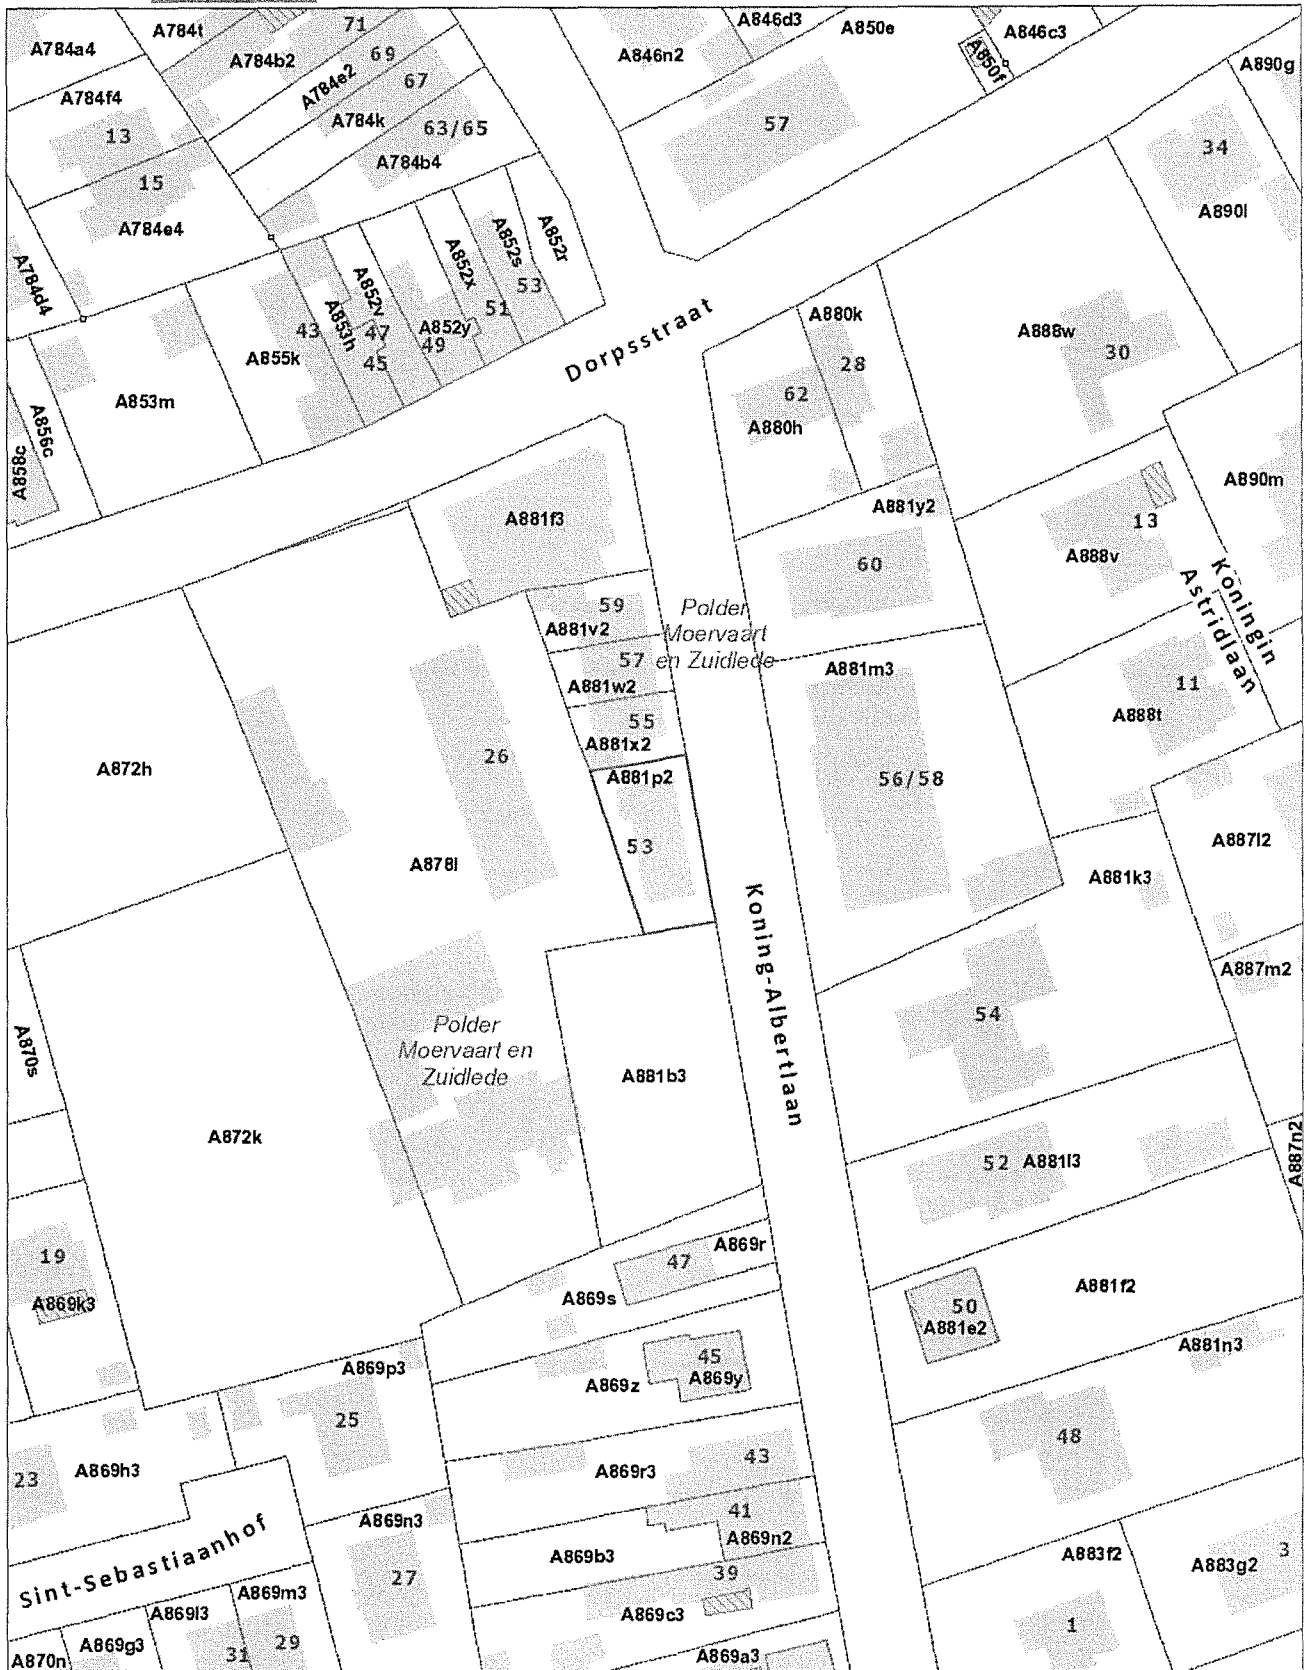 A784a4
A784t
71
A784b2
69
A784e2
67
A784f4
13
A784k
63/65
A784b4
15
A784e4
A784d4
A846n2
A846d3
A850e
A850f
A846c3
A890g
57
34
A890l
A852r
A852s
A852x
A852v
A853h
53
51
43
47
A852y
49
45
A855k
A853m
A856c
A858c
Dorpsstraat
A880k
28
62
A880h
A888w
30
A890m
A881f3
A881y2
60
13
A888v
Koningin
Astridlaan
59
A881v2
57
A881w2
55
A881x2
Polder
Moervaart
en Zuidlede
A881m3
11
A888t
A872h
26
A881p2
53
56/58
A878l
A887l2
A881k3
Koning-Albertlaan
A887m2
54
A870s
Polder
Moervaart en
Zuidlede
A881b3
A872k
52
A881l3
A887n2
19
A869k3
47
A869r
A869s
50
A881e2
A881f2
A881n3
A869p3
45
A869y
A869z
25
48
23
A869h3
43
A869r3
A869n3
41
A869n2
A869b3
Sint-Sebastiaanhof
27
39
A869c3
A883f2
3
A883g2
A869m3
A869l3
A869g3
A870n
31
29
A869a3
1